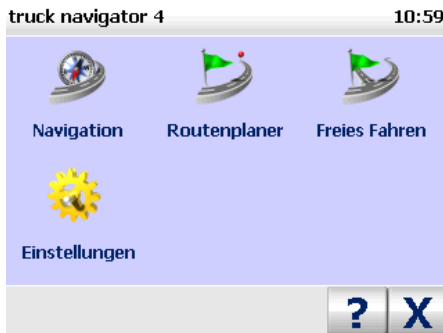 truck navigator 4 10:59
Navigation Routenplaner Freies Fahren
Einstellungen
? X